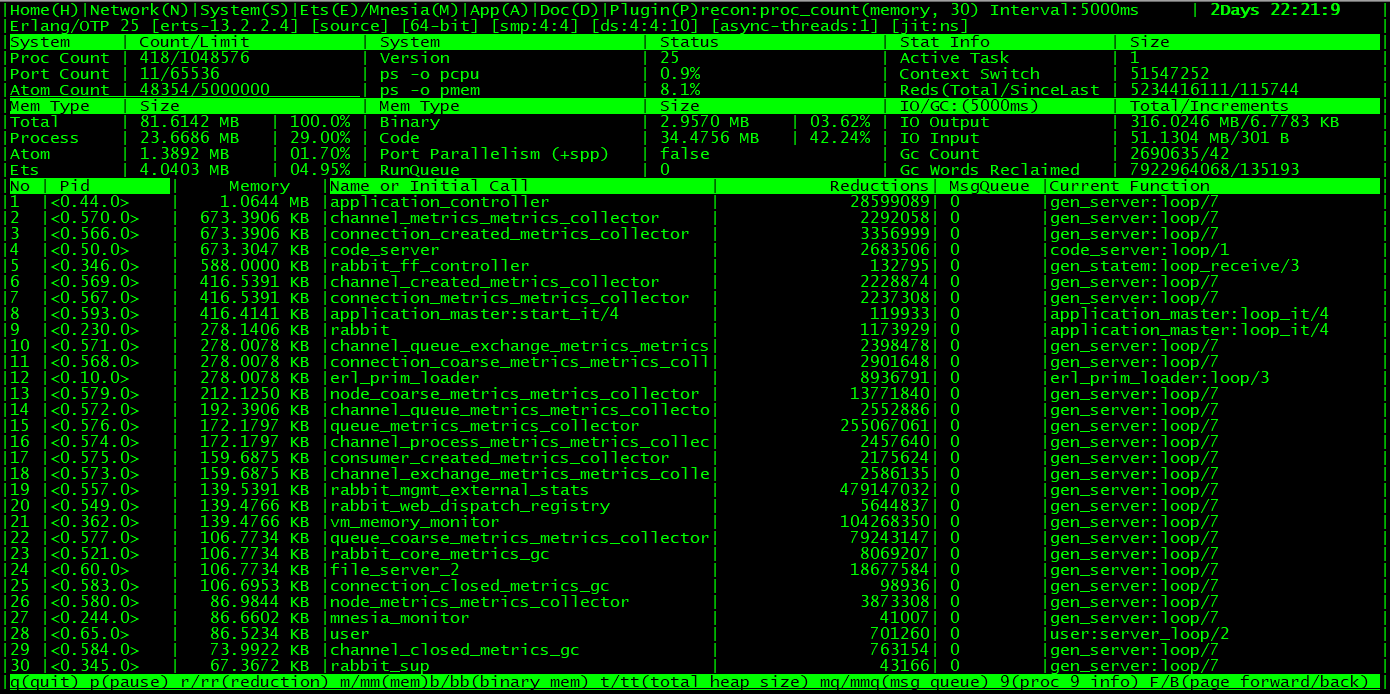 |Home(H)|Network(N)|System(S)|Ets(E)/Mnesia(M)|App(A)|Doc(D)|Plugin(P)recon:proc_count(memory, 30) Interval:5000ms | 2Days 22:21:9 |
|Erlang/OTP 25 [erts-13.2.2.4] [source] [64-bit] [smp:4:4] [ds:4:4:10] [async-threads:1] [jit:ns]
|System | Count/Limit | System | Status | Stat Info | Size |
|Proc Count | 418/1048576 | Version | 25 | Active Task | 1 |
|Port Count | 11/65536 | ps -o pcpu | 0.9% | Context Switch | 51547252 |
|Atom Count | 48354/5000000 | ps -o pmem | 8.1% | Reds(Total/SinceLast | 5234416111/115744 |
|Mem Type | Size | Mem Type | Size | IO/GC:(5000ms) | Total/Increments |
|Total | 81.6142 MB | 100.0% | Binary | 2.9570 MB | 03.62% | IO Output | 316.0246 MB/6.7783 KB |
|Process | 23.6686 MB | 29.00% | Code | 34.4756 MB | 42.24% | IO Input | 51.1304 MB/301 B |
|Atom | 1.3892 MB | 01.70% | Port Parallelism (+spp) | false | Gc Count | 2690635/42 |
|Ets | 4.0403 MB | 04.95% | RunQueue | 0 | Gc Words Reclaimed | 7922964068/135193 |
|No | Pid | Memory |Name or Initial Call | Reductions| MsgQueue |Current Function |
|1 |<0.44.0> | 1.0644 MB |application_controller | 28599089| 0 |gen_server:loop/7 |
|2 |<0.570.0> | 673.3906 KB |channel_metrics_metrics_collector | 2292058| 0 |gen_server:loop/7 |
|3 |<0.566.0> | 673.3906 KB |connection_created_metrics_collector | 3356999| 0 |gen_server:loop/7 |
|4 |<0.50.0> | 673.3047 KB |code_server | 2683506| 0 |code_server:loop/1 |
|5 |<0.346.0> | 588.0000 KB |rabbit_ff_controller | 132795| 0 |gen_statem:loop_receive/3 |
|6 |<0.569.0> | 416.5391 KB |channel_created_metrics_collector | 2228874| 0 |gen_server:loop/7 |
|7 |<0.567.0> | 416.5391 KB |connection_metrics_metrics_collector | 2237308| 0 |gen_server:loop/7 |
|8 |<0.593.0> | 416.4141 KB |application_master:start_it/4 | 119933| 0 |application_master:loop_it/4 |
|9 |<0.230.0> | 278.1406 KB |rabbit | 1173929| 0 |application_master:loop_it/4 |
|10 |<0.571.0> | 278.0078 KB |channel_queue_exchange_metrics_metrics| 2398478| 0 |gen_server:loop/7 |
|11 |<0.568.0> | 278.0078 KB |connection_coarse_metrics_metrics_coll| 2901648| 0 |gen_server:loop/7 |
|12 |<0.10.0> | 278.0078 KB |erl_prim_loader | 8936791| 0 |erl_prim_loader:loop/3 |
|13 |<0.579.0> | 212.1250 KB |node_coarse_metrics_metrics_collector | 13771840| 0 |gen_server:loop/7 |
|14 |<0.572.0> | 192.3906 KB |channel_queue_metrics_metrics_collecto| 2552886| 0 |gen_server:loop/7 |
|15 |<0.576.0> | 172.1797 KB |queue_metrics_metrics_collector | 255067061| 0 |gen_server:loop/7 |
|16 |<0.574.0> | 172.1797 KB |channel_process_metrics_metrics_collec| 2457640| 0 |gen_server:loop/7 |
|17 |<0.575.0> | 159.6875 KB |consumer_created_metrics_collector | 2175624| 0 |gen_server:loop/7 |
|18 |<0.573.0> | 159.6875 KB |channel_exchange_metrics_metrics_colle| 2586135| 0 |gen_server:loop/7 |
|19 |<0.557.0> | 139.5391 KB |rabbit_mgmt_external_stats | 479147032| 0 |gen_server:loop/7 |
|20 |<0.549.0> | 139.4766 KB |rabbit_web_dispatch_registry | 5644837| 0 |gen_server:loop/7 |
|21 |<0.362.0> | 139.4766 KB |vm_memory_monitor | 104268350| 0 |gen_server:loop/7 |
|22 |<0.577.0> | 106.7734 KB |queue_coarse_metrics_metrics_collector| 79243147| 0 |gen_server:loop/7 |
|23 |<0.521.0> | 106.7734 KB |rabbit_core_metrics_gc | 8069207| 0 |gen_server:loop/7 |
|24 |<0.60.0> | 106.7734 KB |file_server_2 | 18677584| 0 |gen_server:loop/7 |
|25 |<0.583.0> | 106.6953 KB |connection_closed_metrics_gc | 98936| 0 |gen_server:loop/7 |
|26 |<0.580.0> | 86.9844 KB |node_metrics_metrics_collector | 3873308| 0 |gen_server:loop/7 |
|27 |<0.244.0> | 86.6602 KB |mnesia_monitor | 41007| 0 |gen_server:loop/7 |
|28 |<0.65.0> | 86.5234 KB |user | 701260| 0 |user:server_loop/2 |
|29 |<0.584.0> | 73.9922 KB |channel_closed_metrics_gc | 763154| 0 |gen_server:loop/7 |
|30 |<0.345.0> | 67.3672 KB |rabbit_sup | 43166| 0 |gen_server:loop/7 |
|q(quit) p(pause) r/rr(reduction) m/mm(mem)b/bb(binary mem) t/tt(total heap size) mq/mmq(msg queue) 9(proc 9 info) F/B(page forward/back) |